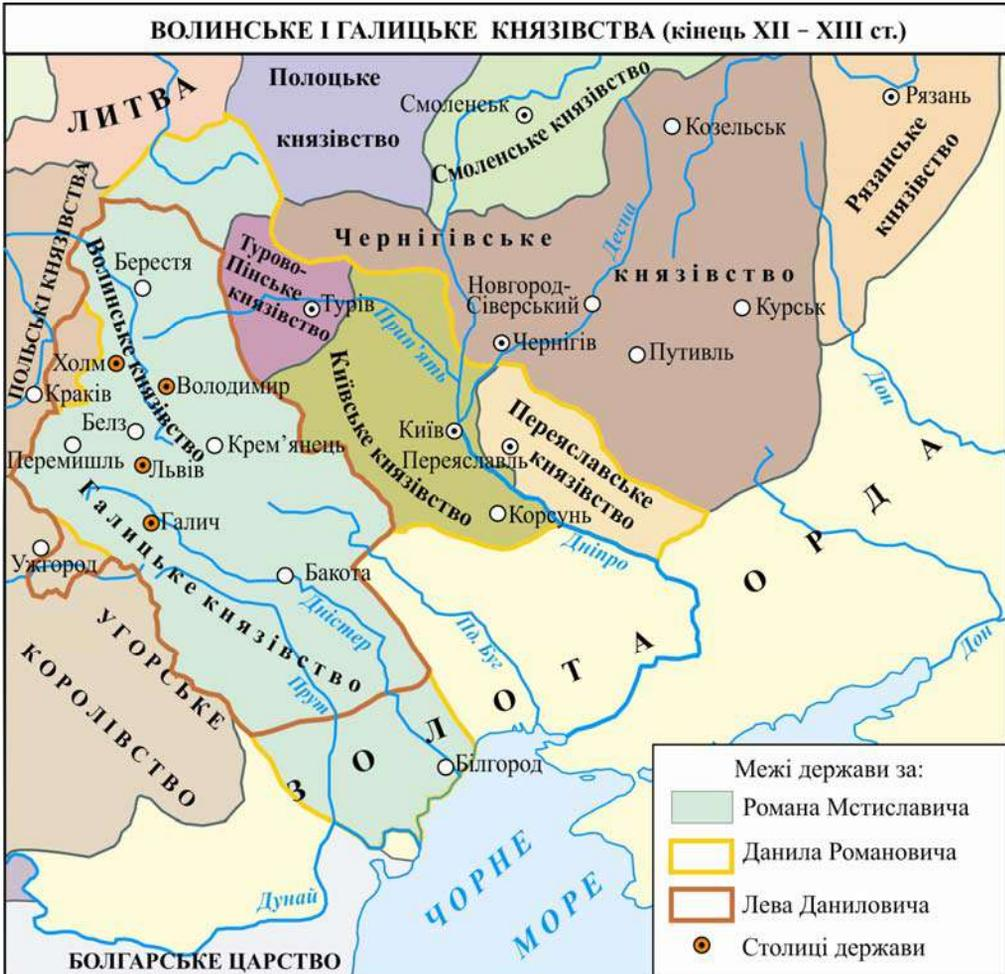 ВОЛИНСЬКЕ І ГАЛИЦЬКЕ КНЯЗІВСТВА (кінець ХІІ – ХІІІ ст.)
ЛИТВА
Полоцьке
князівство
Смоленськ
Смоленське князівство
Козельськ
Рязань
Рязанське
князівство
ПОЛЬСЬКІ КНЯЗІВСТВА
Волинське
князівство
Берестя
Турово-
Пінське
князівство
Турів
Чернігівське
князівство
Десна
Новгород-
Сіверський
Курськ
Чернігів
Путивль
Прип’ять
Дон
Холм
Володимир
Краків
Белз
Крем’янець
Перемишль
Львів
Київське князівство
Київ
Переяславль
Переяславське
князівство
Корсунь
Дніпро
Галич
Галицьке князівство
Ужгород
Бакота
Дністер
Прут
Пд. Буг
Дон
УГОРСЬКЕ
КОРОЛІВСТВО
ЗОЛОТА ОРДА
Білгород
ЧОРНЕ
МОРЕ
Дунай
БОЛГАРСЬКЕ ЦАРСТВО
Межі держави за:
Романа Мстиславича
Данила Романовича
Лева Даниловича
Столиці держави